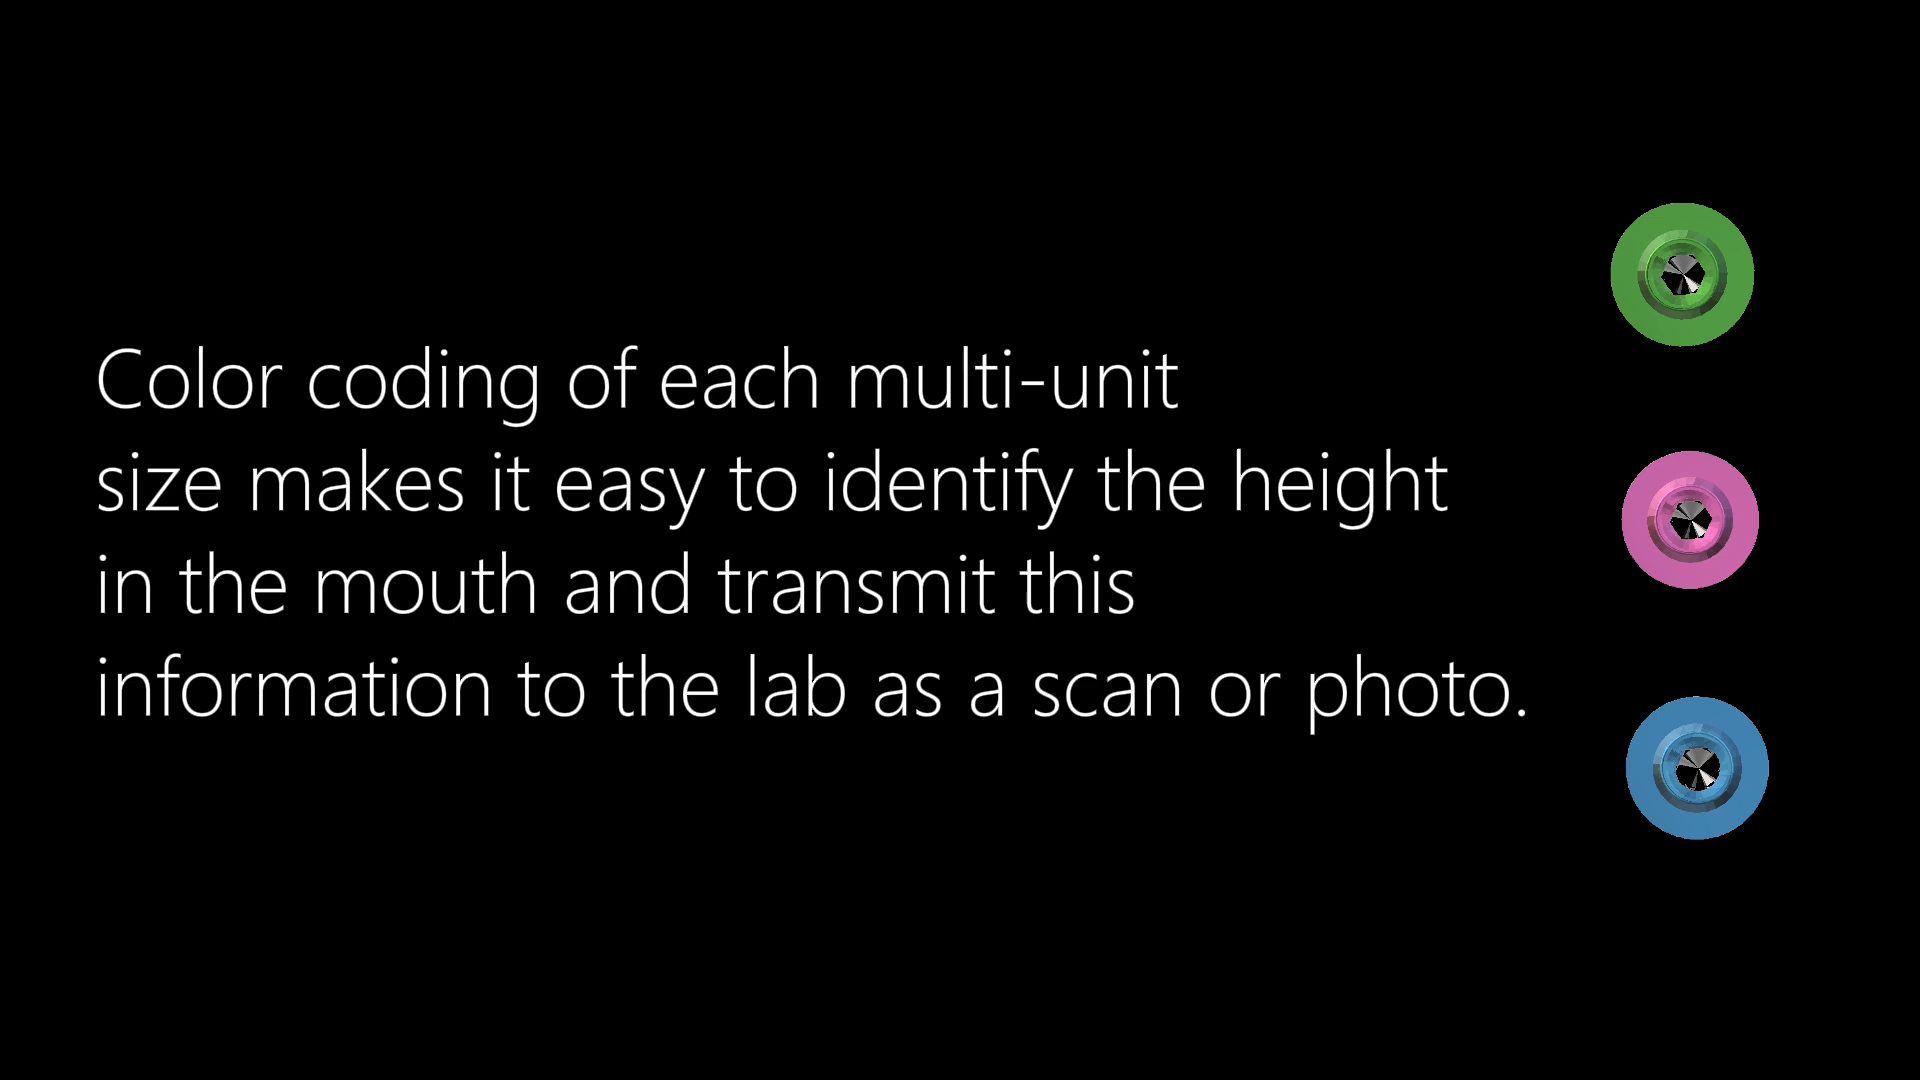 Color coding of each multi-unit
size makes it easy to identify the height
in the mouth and transmit this
information to the lab as a scan or photo.